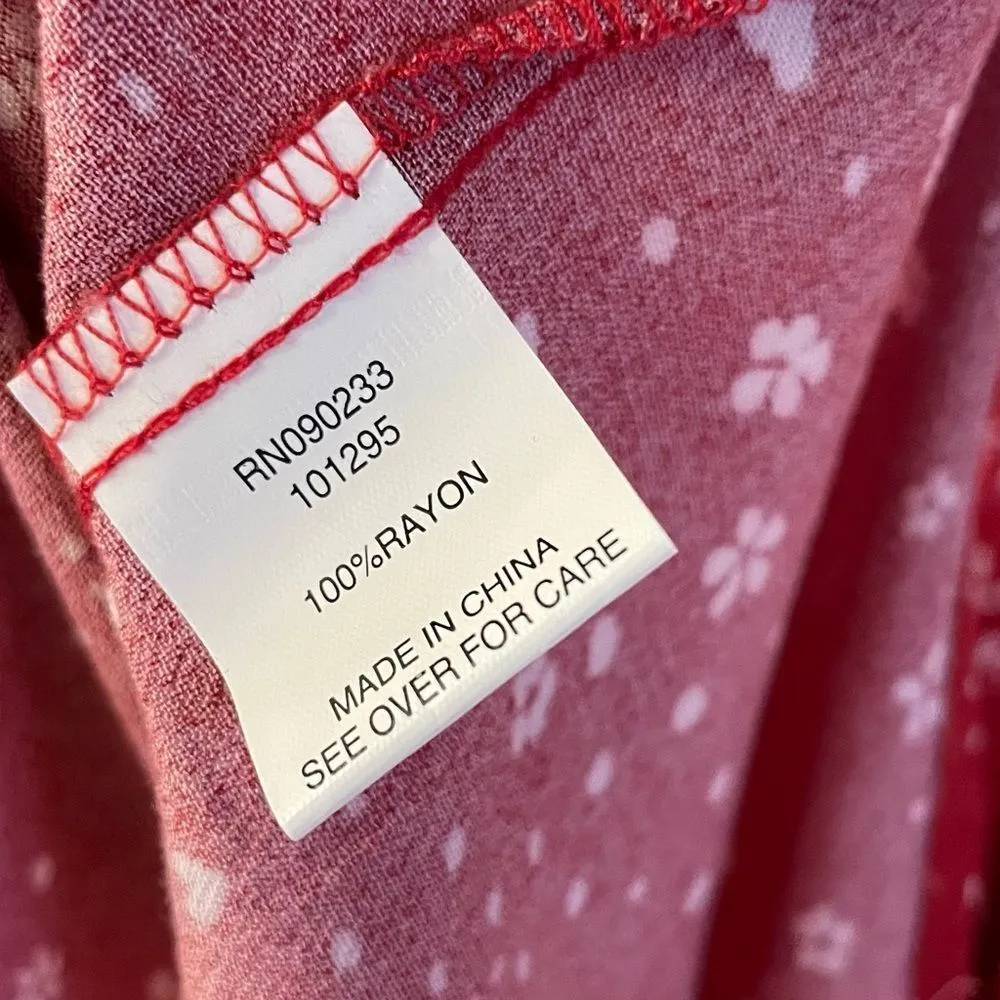 RN090233
101295
100%RAYON
MADE IN CHINA
SEE OVER FOR CARE